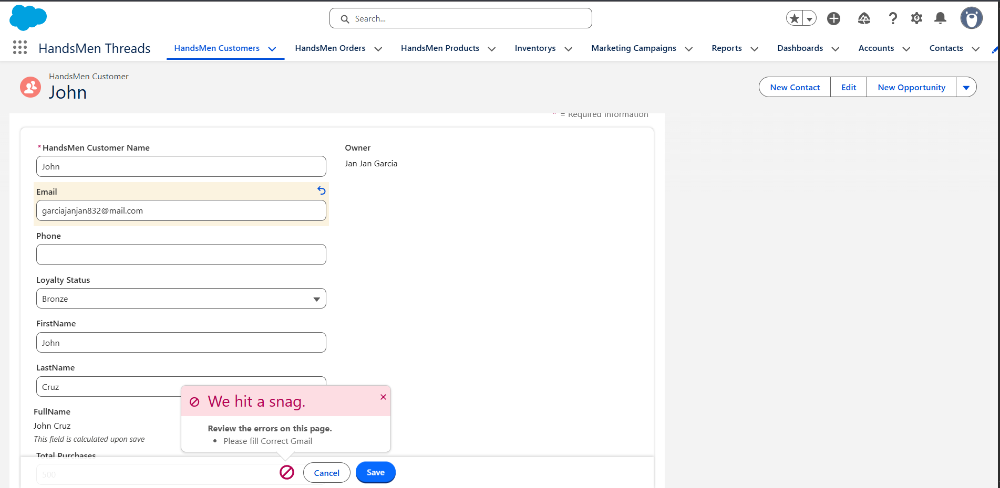 Search...
HandsMen Threads
HandsMen Customers
HandsMen Orders
HandsMen Products
Inventorys
Marketing Campaigns
Reports
Dashboards
Accounts
Contacts
HandsMen Customer
John
New Contact
Edit
New Opportunity
* = Required Information
*HandsMen Customer Name
John
Owner
Jan Jan Garcia
Email
garciajanjan832@mail.com
Phone
Loyalty Status
Bronze
FirstName
John
LastName
Cruz
FullName
John Cruz
This field is calculated upon save
Total Purchases
500
We hit a snag.
Review the errors on this page.
• Please fill Correct Gmail
Cancel
Save